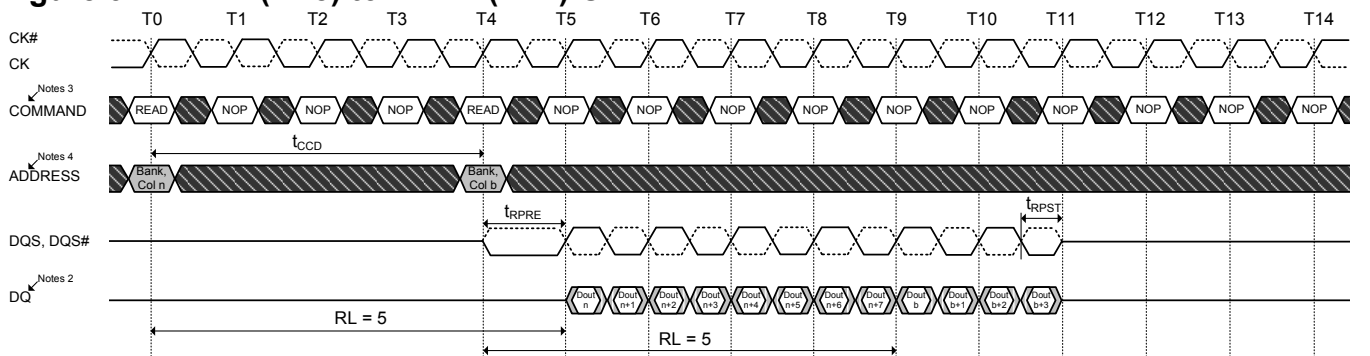 T0 T1 T2 T3 T4 T5 T6 T7 T8 T9 T10 T11 T12 T13 T14
CK#
CK
Notes 3
COMMAND READ NOP NOP NOP READ NOP NOP NOP NOP NOP NOP NOP NOP NOP NOP
tCCD
Notes 4
ADDRESS Bank, Col n Bank, Col b
tRPRE tRPST
DQS, DQS#
Notes 2
DQ Dout n Dout n+1 Dout n+2 Dout n+3 Dout n+4 Dout n+5 Dout n+6 Dout n+7 Dout b Dout b+1 Dout b+2 Dout b+3
RL = 5
RL = 5